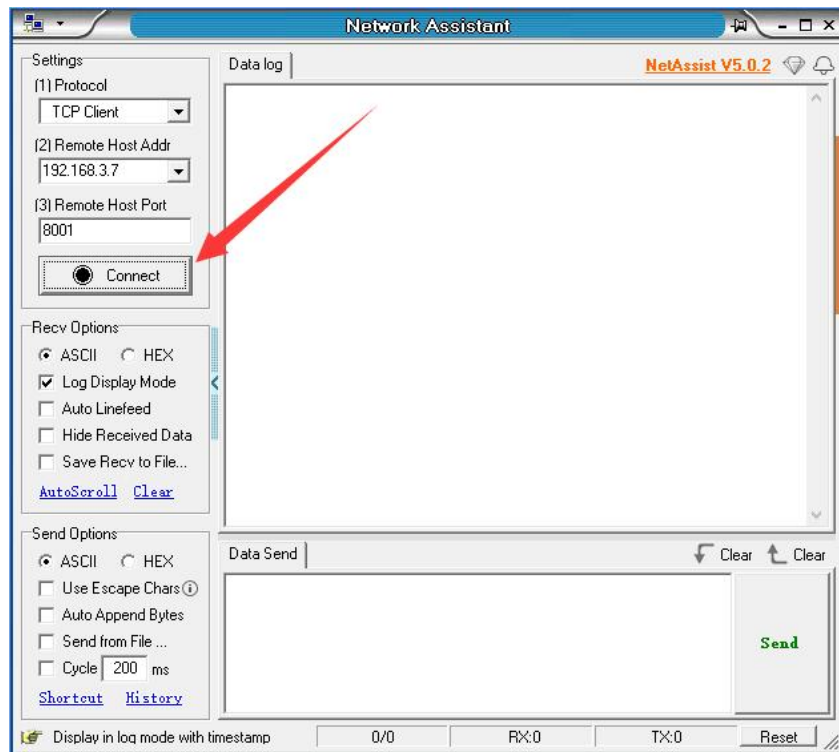 Network Assistant
Settings
(1) Protocol
TCP Client
(2) Remote Host Addr
192.168.3.7
(3) Remote Host Port
8001
Connect
Recv Options
ASCII HEX
Log Display Mode
Auto Linefeed
Hide Received Data
Save Recv to File...
AutoScroll Clear
Send Options
ASCII HEX
Use Escape Chars
Auto Append Bytes
Send from File ...
Cycle 200 ms
Shortcut History
Data log
NetAssist V5.0.2
Data Send
Clear Clear
Send
Display in log mode with timestamp 0/0 RX:0 TX:0 Reset